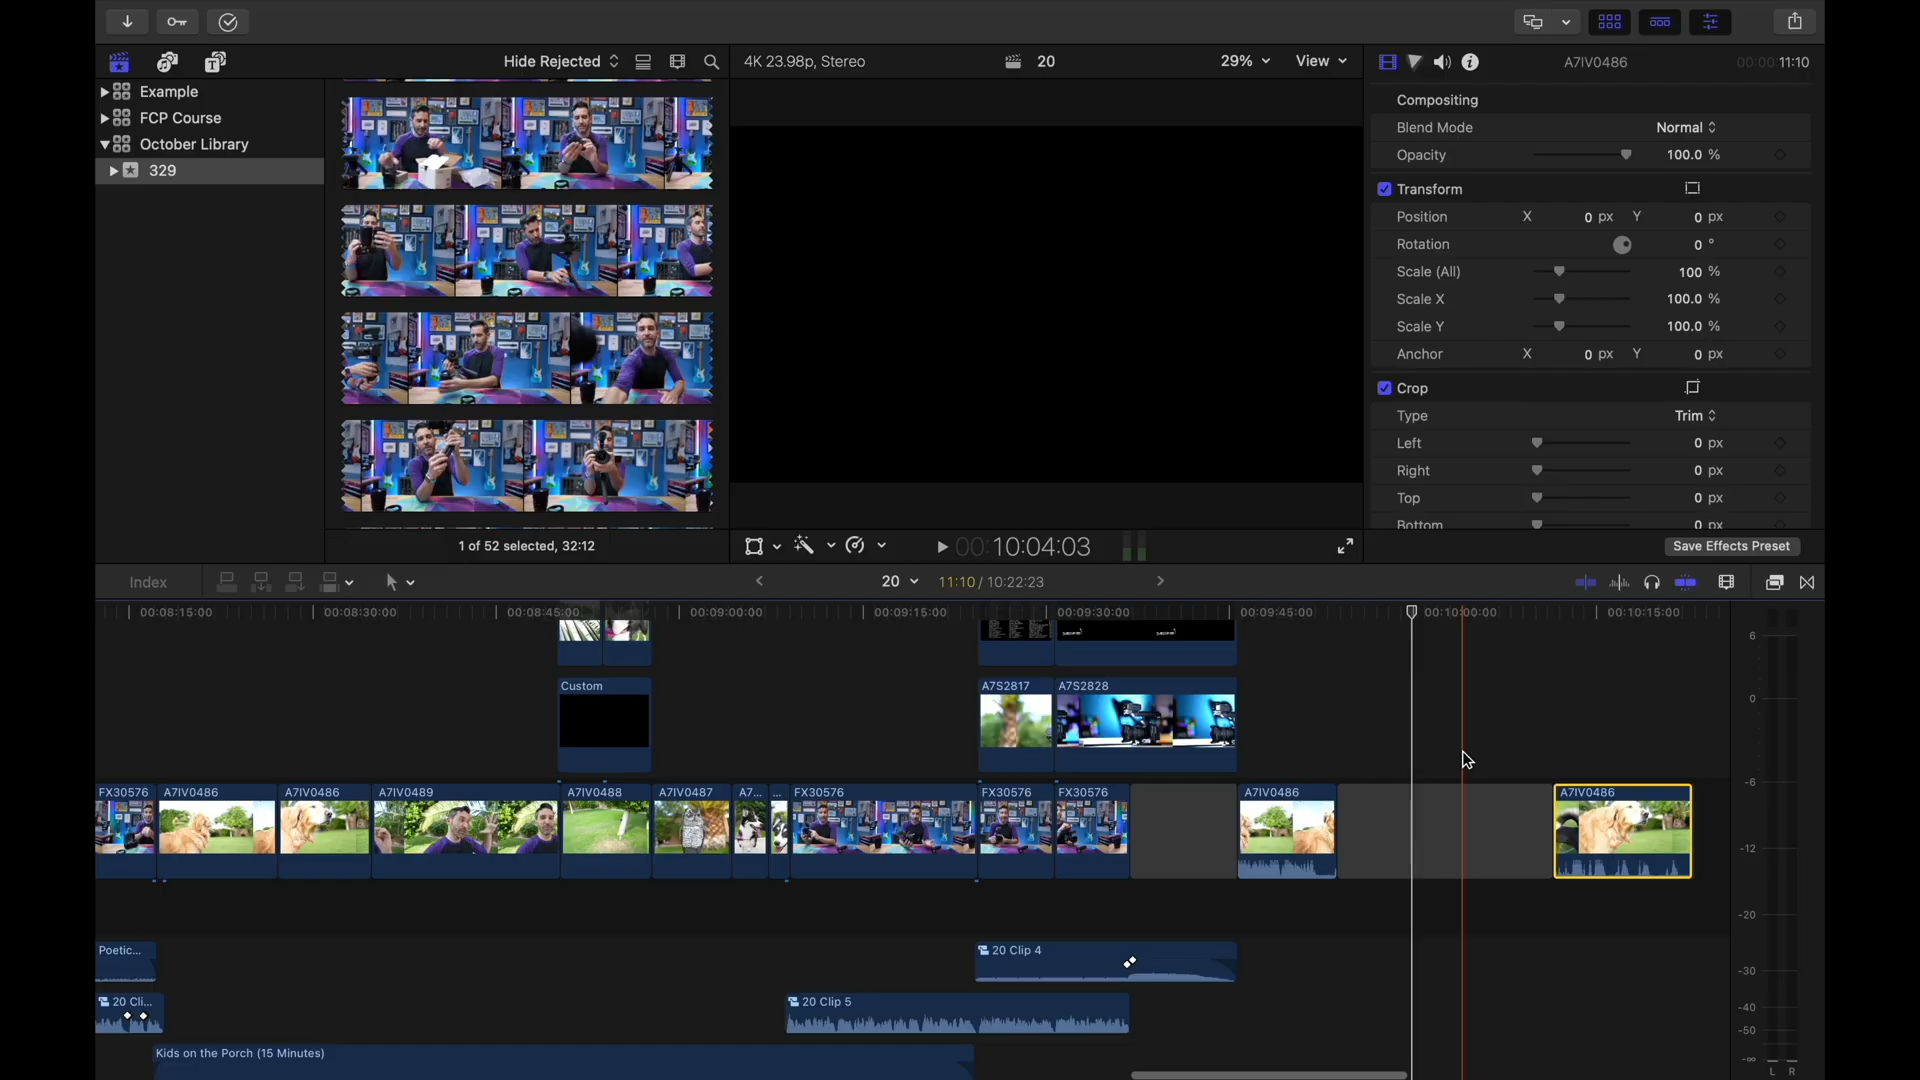 Hide Rejected
4K 23.98p, Stereo
20
29%
View
A7IV0486
00:00:11:10
Example
FCP Course
October Library
329
Compositing
Blend Mode
Normal
Opacity
100.0 %
Transform
Position
X
0 px
Y
0 px
Rotation
0 °
Scale (All)
100 %
Scale X
100.0 %
Scale Y
100.0 %
Anchor
X
0 px
Y
0 px
Crop
Type
Trim
Left
0 px
Right
0 px
Top
0 px
Bottom
0 px
1 of 52 selected, 32:12
00:10:04:03
Save Effects Preset
Index
20
11:10 / 10:22:23
00:08:15:00
00:08:30:00
00:08:45:00
00:09:00:00
00:09:15:00
00:09:30:00
00:09:45:00
00:10:00:00
00:10:15:00
6
0
-6
-12
-20
-30
-40
-50
-∞
L R
Custom
A7S2817
A7S2828
FX30576
A7IV0486
A7IV0486
A7IV0489
A7IV0488
A7IV0487
A7...
...
FX30576
FX30576
FX30576
A7IV0486
A7IV0486
Poetic...
20 Clip 4
20 Cli...
20 Clip 5
Kids on the Porch (15 Minutes)